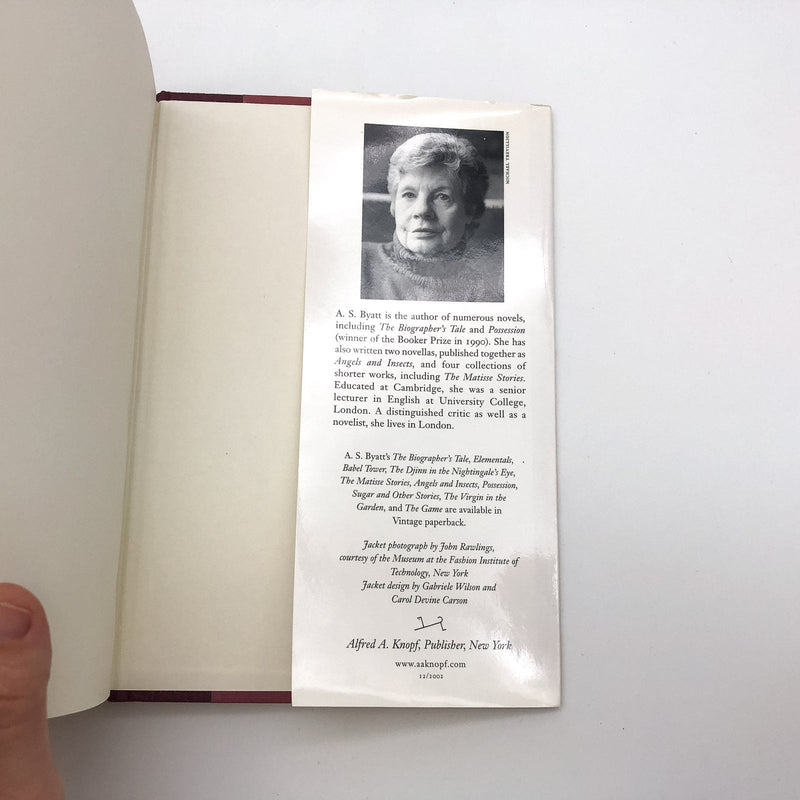 MICHAEL TREVILLION
A. S. Byatt is the author of numerous novels,
including The Biographer's Tale and Possession
(winner of the Booker Prize in 1990). She has
also written two novellas, published together as
Angels and Insects, and four collections of
shorter works, including The Matisse Stories.
Educated at Cambridge, she was a senior
lecturer in English at University College,
London. A distinguished critic as well as a
novelist, she lives in London.
A. S. Byatt's The Biographer's Tale, Elementals,
Babel Tower, The Djinn in the Nightingale's Eye,
The Matisse Stories, Angels and Insects, Possession,
Sugar and Other Stories, The Virgin in the
Garden, and The Game are available in
Vintage paperback.
Jacket photograph by John Rawlings,
courtesy of the Museum at the Fashion Institute of
Technology, New York
Jacket design by Gabriele Wilson and
Carol Devine Carson
Alfred A. Knopf, Publisher, New York
www.aaknopf.com
12/2002